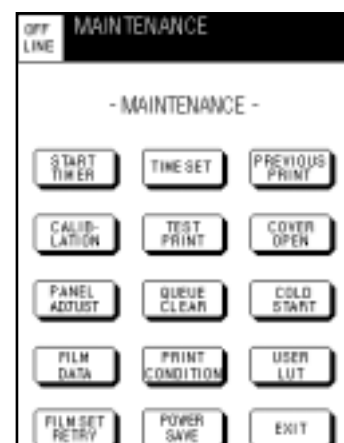 OFF
LINE
MAINTENANCE
- MAINTENANCE -
START
TIMER
TIME SET
PREVIOUS
PRINT
CALIB-
LATION
TEST
PRINT
COVER
OPEN
PANEL
ADJUST
QUEUE
CLEAR
COLD
START
FILM
DATA
PRINT
CONDITION
USER
LUT
FILM SET
RETRY
POWER
SAVE
EXIT